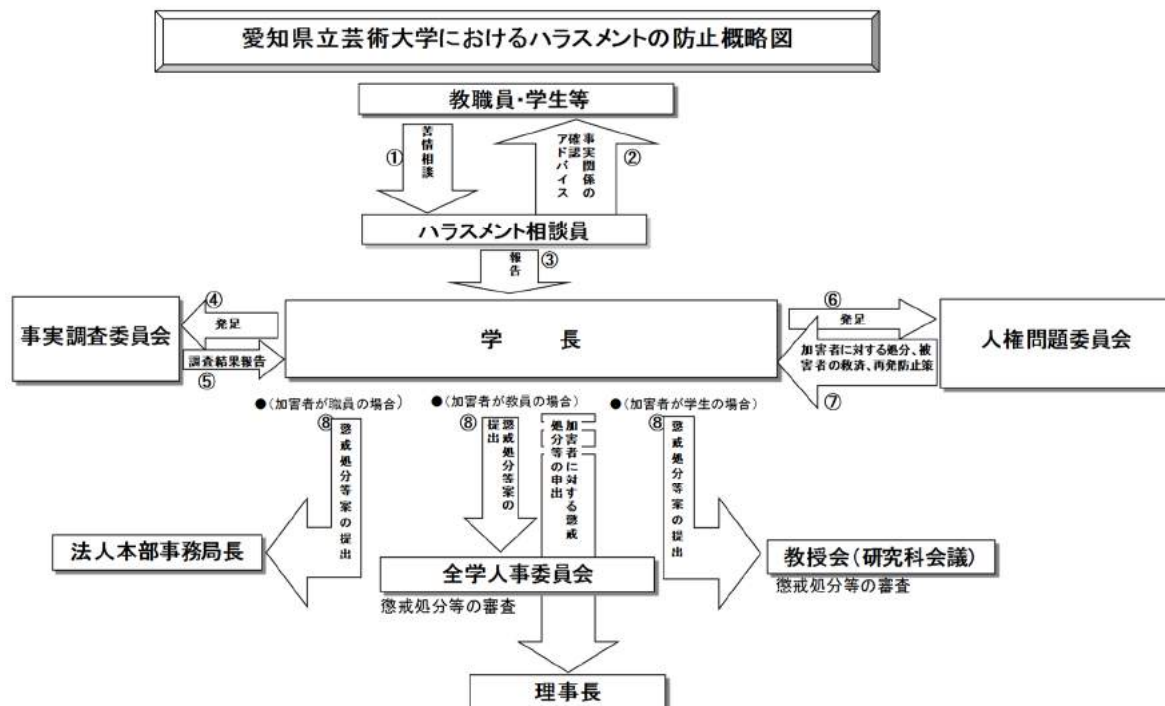 愛知県立芸術大学におけるハラスメントの防止概略図
教職員・学生等
①
苦情相談
事実関係の
確認
アドバイス
②
ハラスメント相談員
報告
③
④
発足
事実調査委員会
調査結果報告
⑤
学　長
⑥
発足
人権問題委員会
加害者に対する処分、被
害者の救済、再発防止策
⑦
●(加害者が職員の場合)
⑧
懲戒処分等案の提出
法人本部事務局長
●(加害者が教員の場合)
⑧
懲戒処分等案の
提出
加害者に対する懲戒
処分等の申出
全学人事委員会
懲戒処分等の審査
理事長
●(加害者が学生の場合)
⑧
懲戒処分等案の提出
教授会(研究科会議)
懲戒処分等の審査